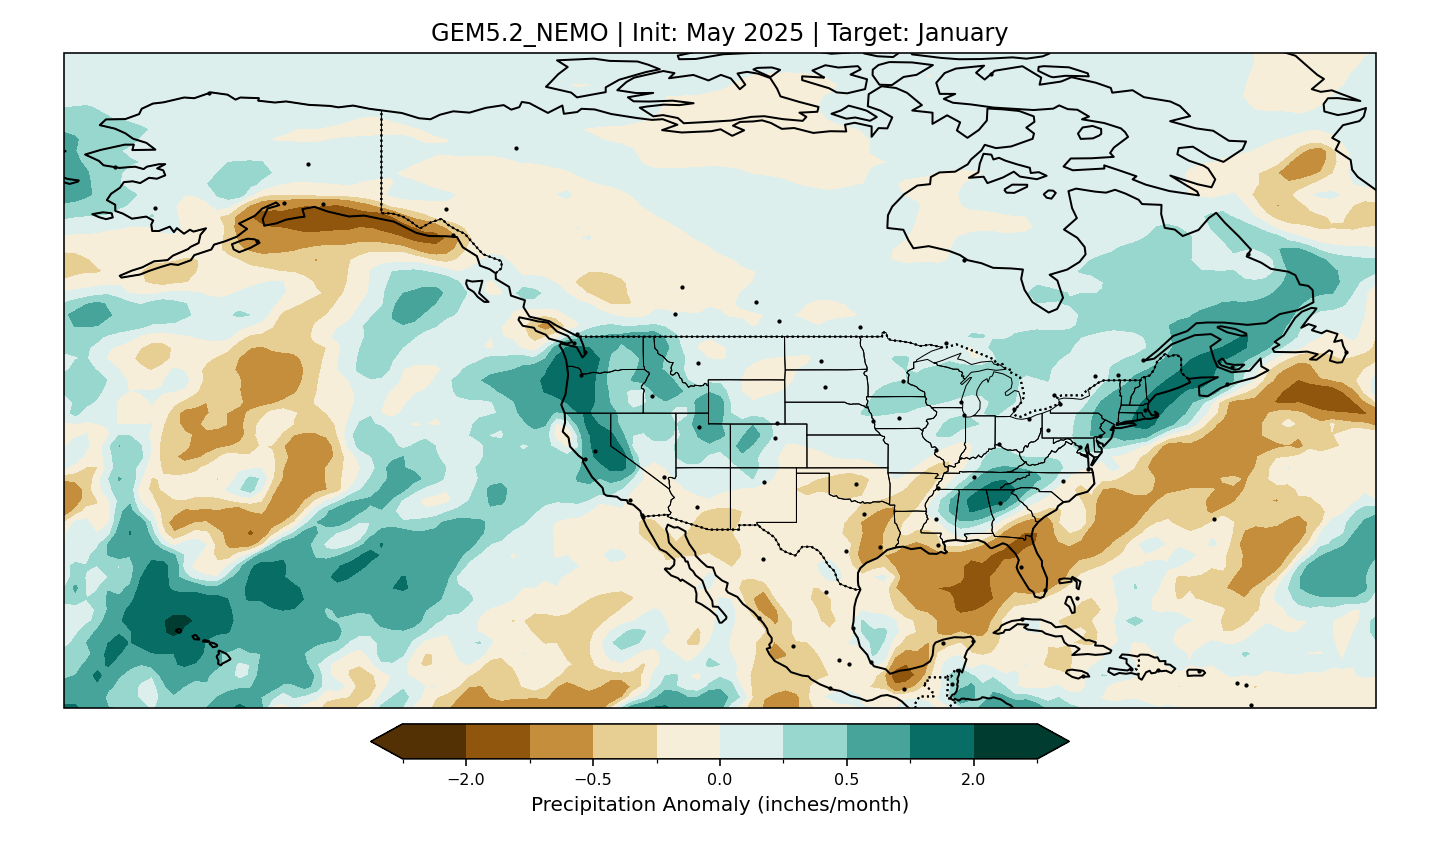 GEM5.2_NEMO | Init: May 2025 | Target: January
−2.0 −0.5 0.0 0.5 2.0
Precipitation Anomaly (inches/month)